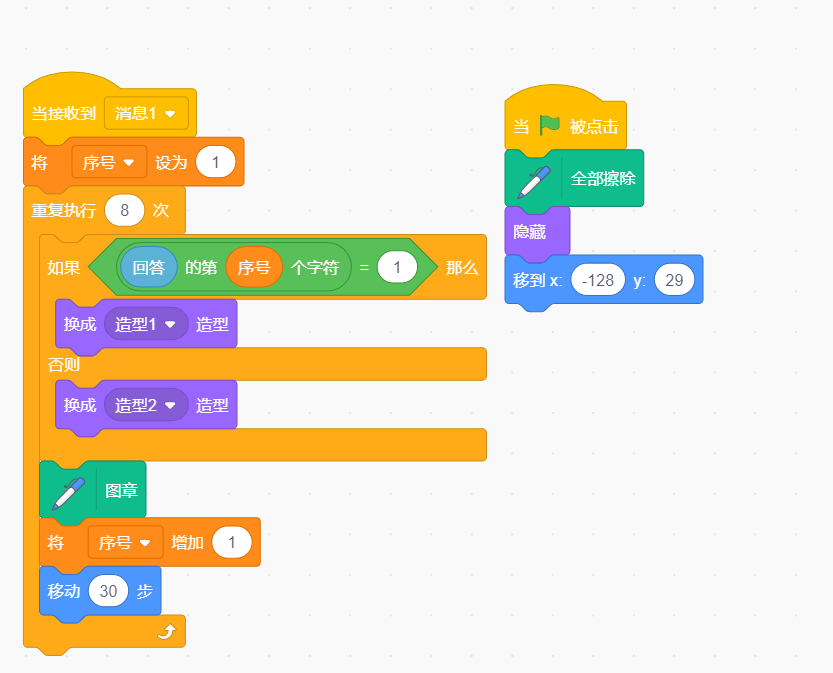 当接收到 消息1
将 序号 设为 1
重复执行 8 次
如果 回答 的第 序号 个字符 = 1 那么
换成 造型1 造型
否则
换成 造型2 造型
图章
将 序号 增加 1
移动 30 步
当 被点击
全部擦除
隐藏
移到 x: -128 y: 29